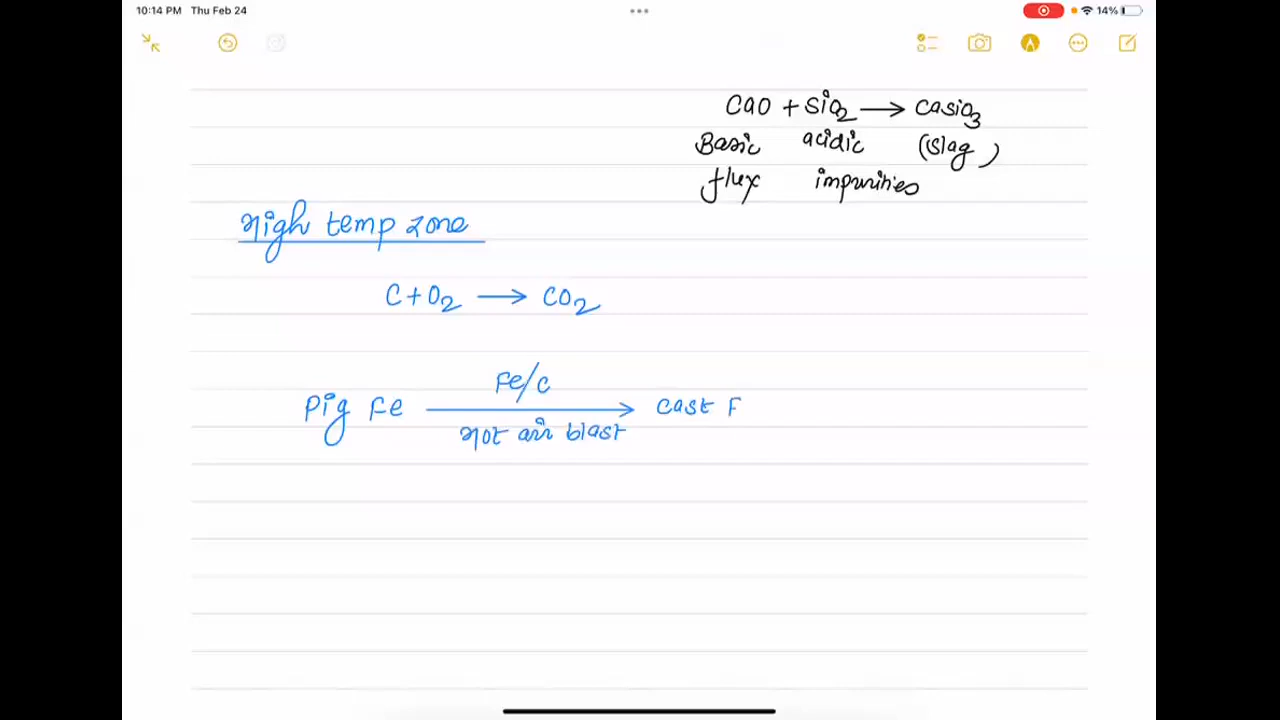 10:14 PM Thu Feb 24
14%
CaO + SiO2 → CaSiO3
Basic acidic (slag)
flux impurities
High temp zone
C + O2 → CO2
Fe/C
Pig Fe → Cast F
Hot air blast